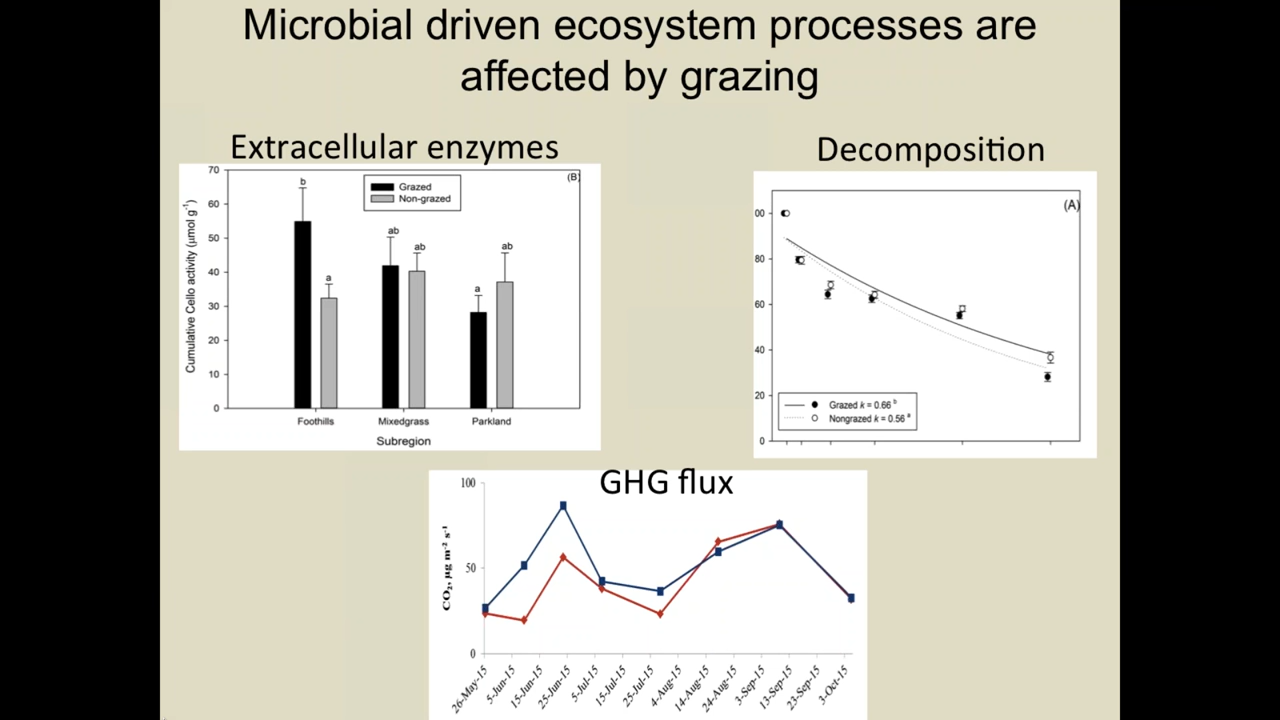 Microbial driven ecosystem processes are
affected by grazing
Extracellular enzymes
70
60
50
40
30
20
10
0
Cumulative Cello activity (μmol g⁻¹)
(B)
Grazed
Non-grazed
b
a
ab
ab
a
ab
Foothills
Mixedgrass
Parkland
Subregion
Decomposition
(A)
00
80
60
40
20
0
Grazed k = 0.66 ᵇ
Nongrazed k = 0.56 ᵃ
GHG flux
100
50
0
CO₂, μg m⁻² s⁻¹
26-May-15
5-Jun-15
15-Jun-15
25-Jun-15
5-Jul-15
15-Jul-15
25-Jul-15
4-Aug-15
14-Aug-15
24-Aug-15
3-Sep-15
13-Sep-15
23-Sep-15
3-Oct-15